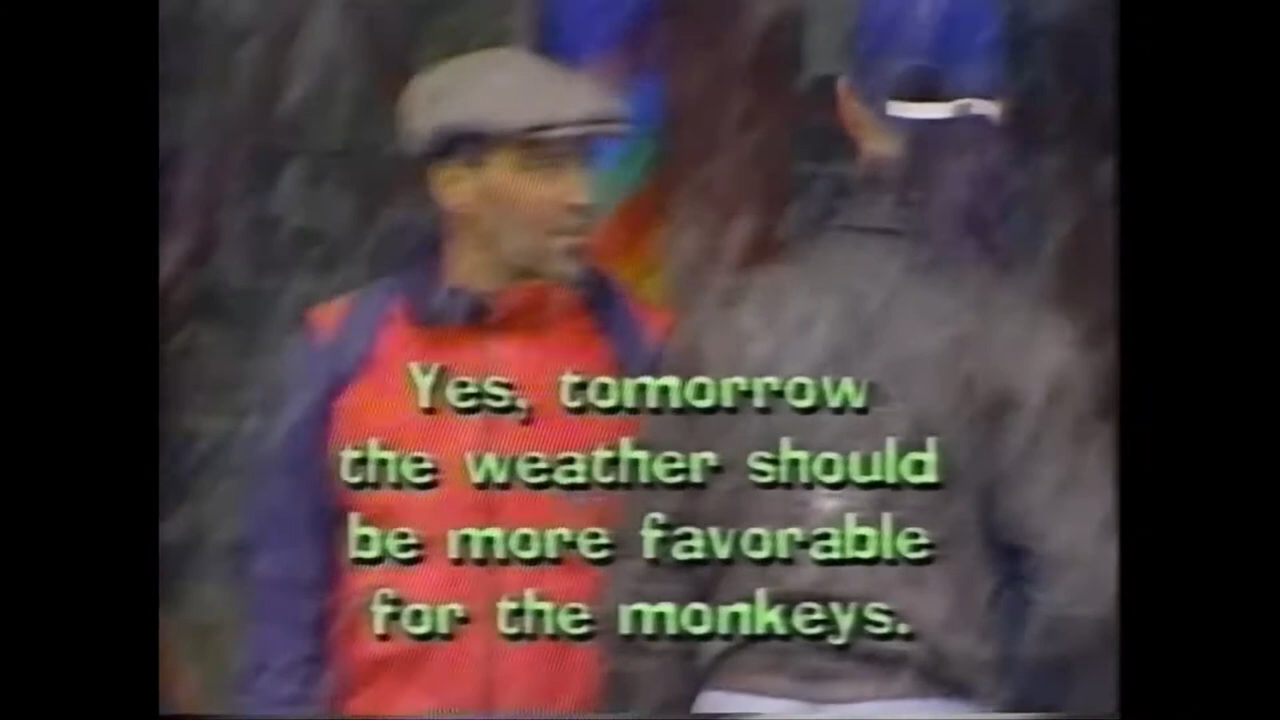 Yes, tomorrow
the weather should
be more favorable
for the monkeys.